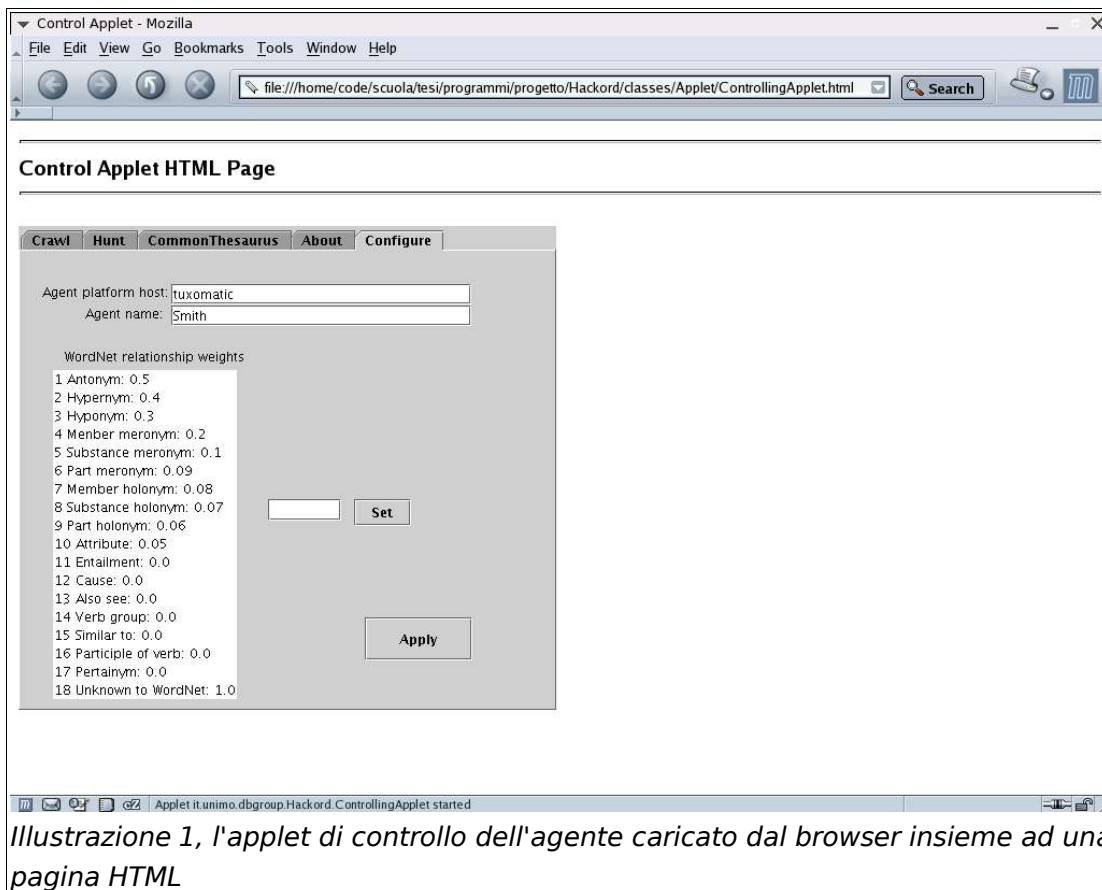 Control Applet - Mozilla
File Edit View Go Bookmarks Tools Window Help
file:///home/code/scuola/tesi/programmi/progetto/Hackord/classes/Applet/ControllingApplet.html Search
Control Applet HTML Page
Crawl Hunt CommonThesaurus About Configure
Agent platform host: tuxomatic
Agent name: Smith
WordNet relationship weights
1 Antonym: 0.5
2 Hypernym: 0.4
3 Hyponym: 0.3
4 Menber meronym: 0.2
5 Substance meronym: 0.1
6 Part meronym: 0.09
7 Member holonym: 0.08
8 Substance holonym: 0.07
Set
9 Part holonym: 0.06
10 Attribute: 0.05
11 Entailment: 0.0
12 Cause: 0.0
13 Also see: 0.0
14 Verb group: 0.0
15 Similar to: 0.0
Apply
16 Participle of verb: 0.0
17 Pertainym: 0.0
18 Unknown to WordNet: 1.0
Applet it.unimo.dbgroup.Hackord.ControllingApplet started
Illustrazione 1, l'applet di controllo dell'agente caricato dal browser insieme ad una
pagina HTML